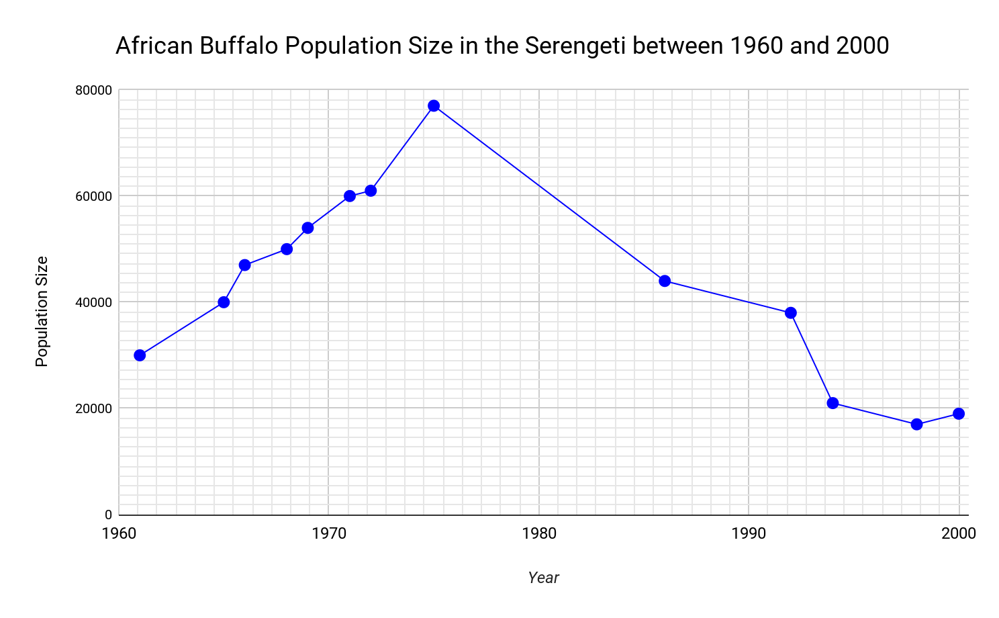 African Buffalo Population Size in the Serengeti between 1960 and 2000
80000
60000
40000
20000
0
Population Size
1960 1970 1980 1990 2000
Year